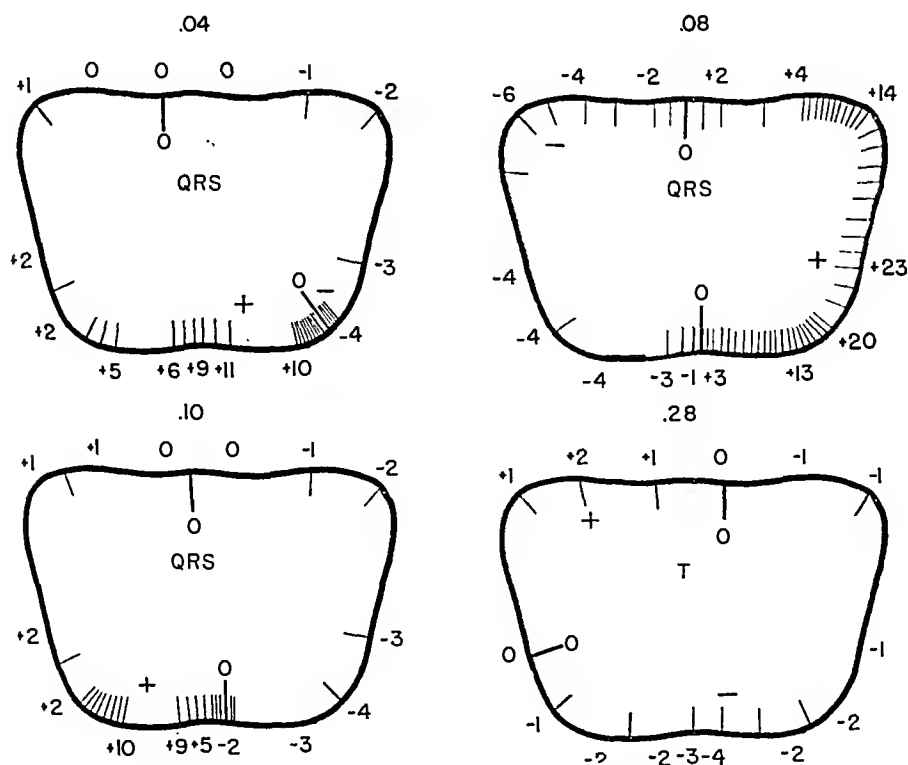 .04
0 0 0 -1
+1 -2
0
QRS
+2 -3
0
+ −
+2 -4
+5 +6 +9 +11 +10
.08
-4 -2 +2 +4
-6 +14
−
0
QRS
-4 + +23
0
-4 +20
-4 -3 -1 +3 +13
.10
+1 0 0 -1
+1 -2
0
QRS
+2 -3
+ 0
+2 -4
+10 +9 +5 -2 -3
.28
+2 +1 0 -1
+1 -1
+
0
T
0 0 -1
−
-1 -2
-2 -2 -3 -4 -2